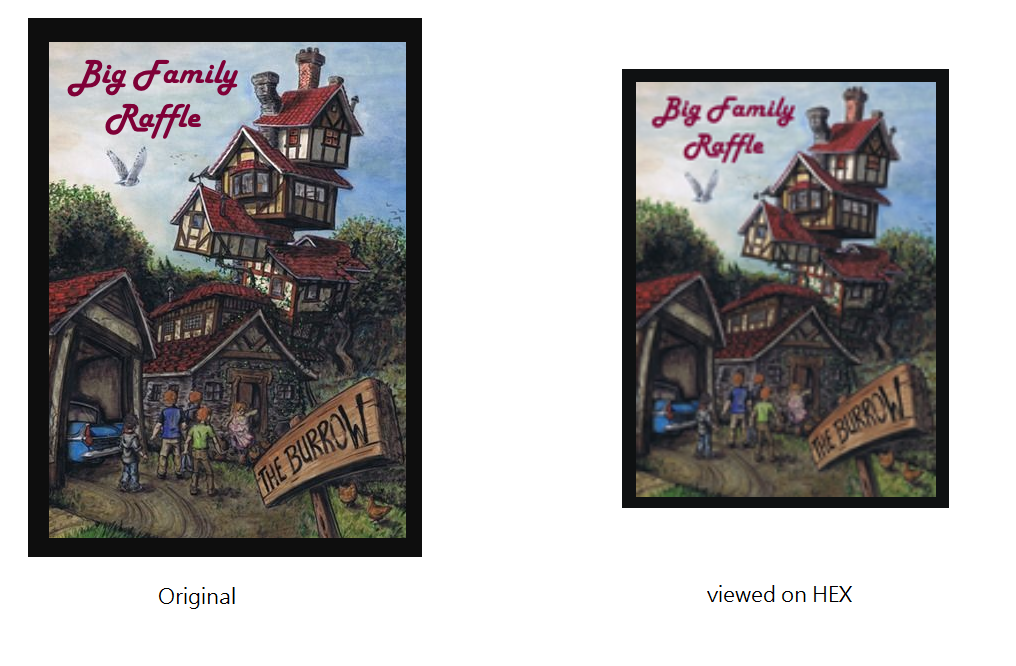 Big Family
Raffle
THE BURROW
Original
Big Family
Raffle
THE BURROW
viewed on HEX